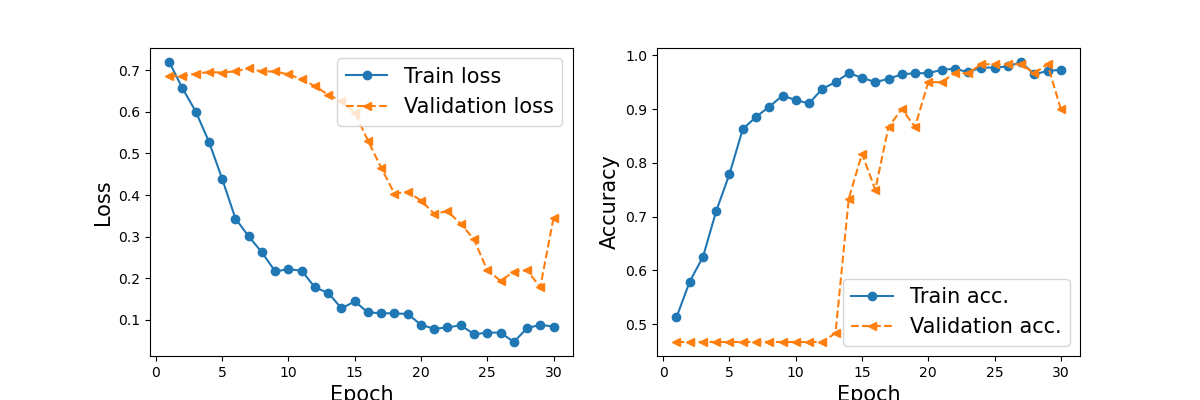 0.7
0.6
0.5
0.4
0.3
0.2
0.1
Loss
0 5 10 15 20 25 30
Epoch
Train loss
Validation loss
1.0
0.9
0.8
0.7
0.6
0.5
Accuracy
0 5 10 15 20 25 30
Epoch
Train acc.
Validation acc.